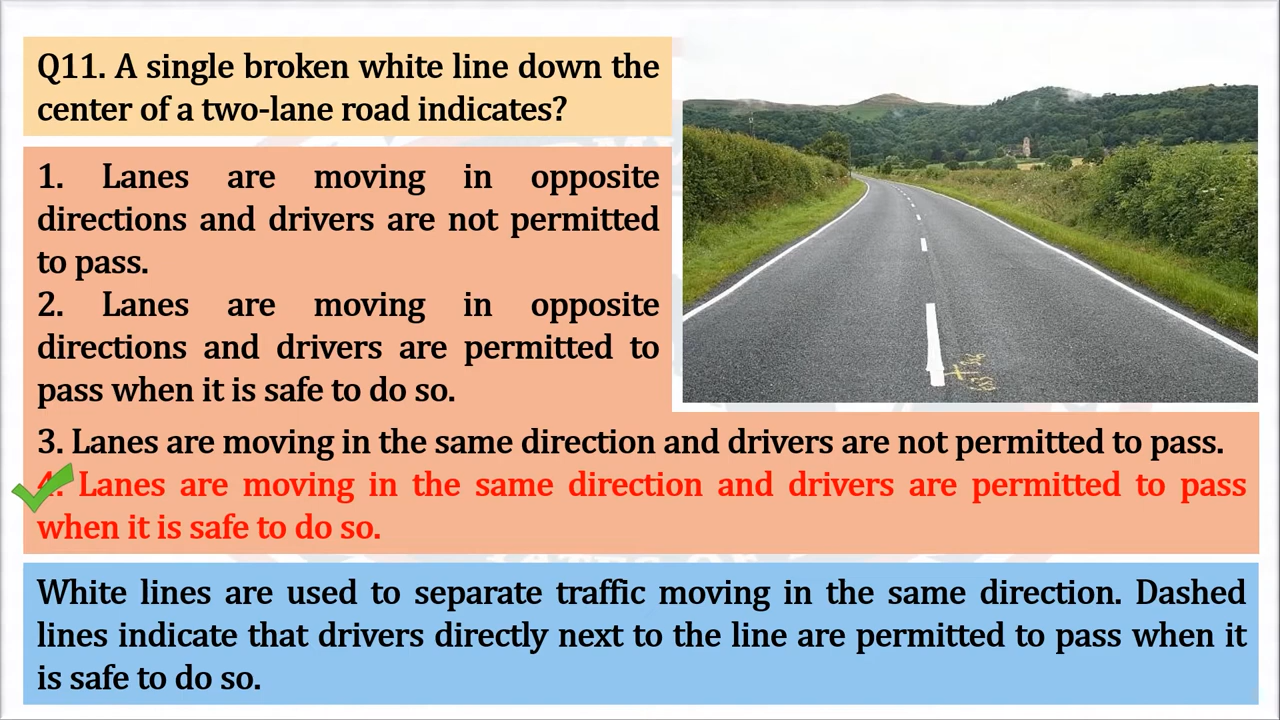 Q11. A single broken white line down the
center of a two-lane road indicates?
1. Lanes are moving in opposite
directions and drivers are not permitted
to pass.
2. Lanes are moving in opposite
directions and drivers are permitted to
pass when it is safe to do so.
3. Lanes are moving in the same direction and drivers are not permitted to pass.
4. Lanes are moving in the same direction and drivers are permitted to pass
when it is safe to do so.
White lines are used to separate traffic moving in the same direction. Dashed
lines indicate that drivers directly next to the line are permitted to pass when it
is safe to do so.